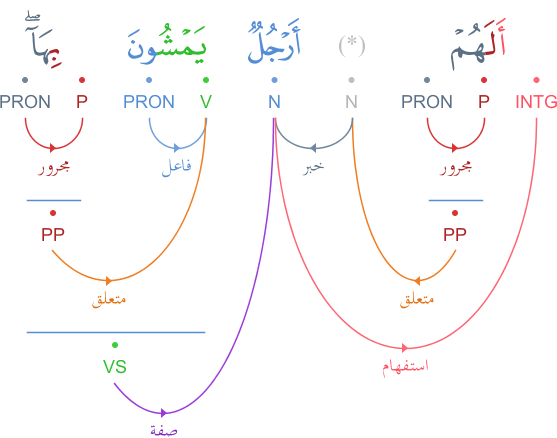 أَلَهُمْ (*) أَرْجُلٌ يَمْشُونَ بِهَآ ۖ
INTG P PRON N N V PRON P PRON
مجرور خبر فاعل مجرور
PP PP
متعلق متعلق
استفهام
VS
صفة